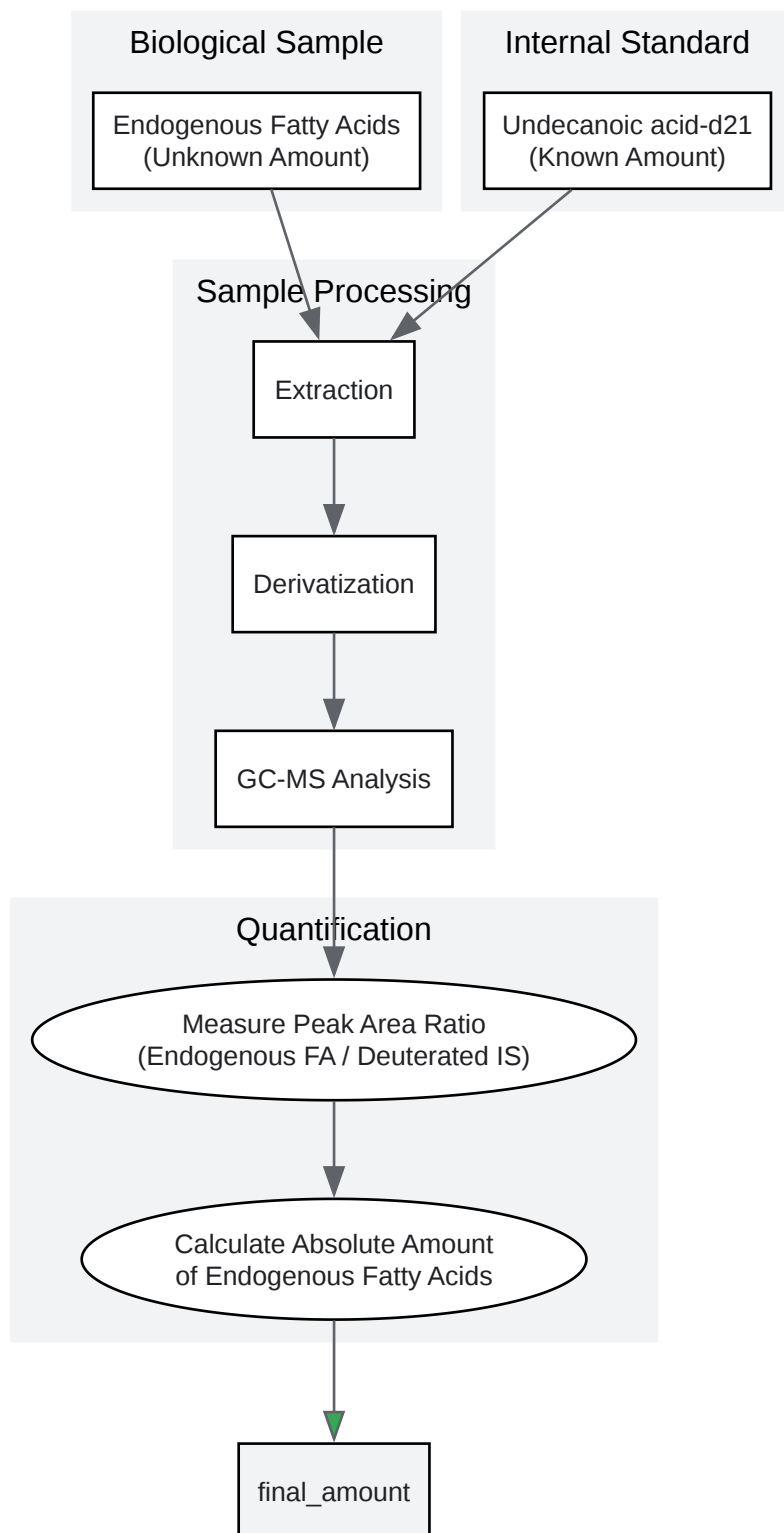 Biological Sample
Internal Standard
Endogenous Fatty Acids
(Unknown Amount)
Undecanoic acid-d21
(Known Amount)
Sample Processing
Extraction
Derivatization
GC-MS Analysis
Quantification
Measure Peak Area Ratio
(Endogenous FA / Deuterated IS)
Calculate Absolute Amount
of Endogenous Fatty Acids
final_amount